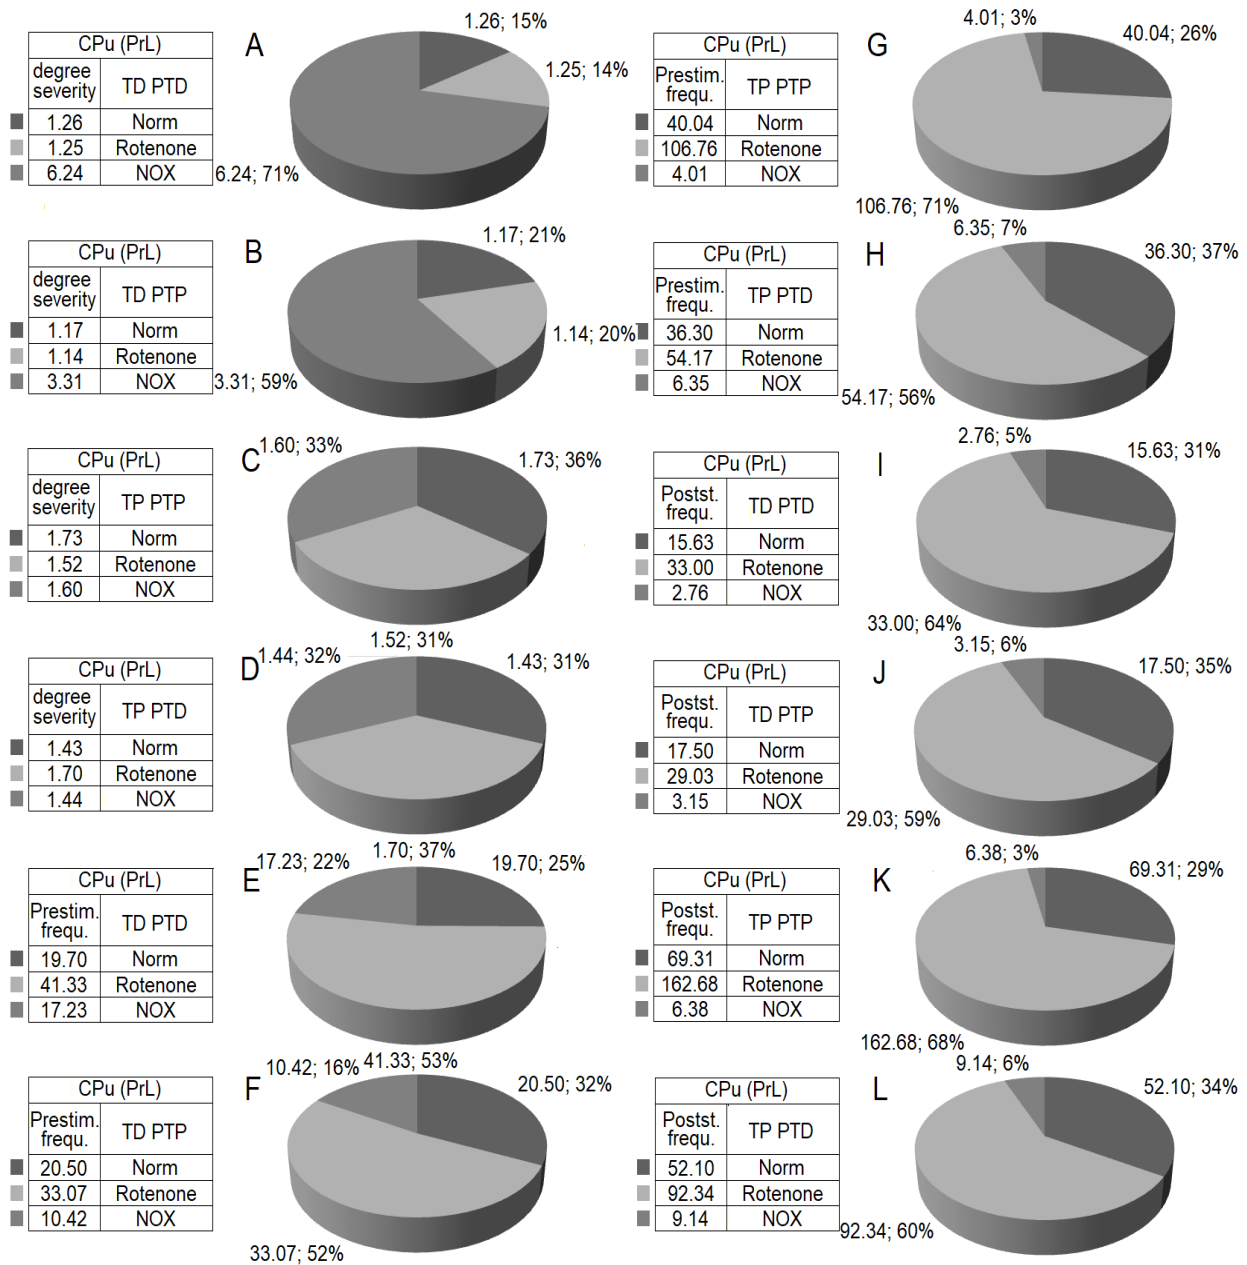 CPu (PrL)
degree severity TD PTD
1.26 Norm
1.25 Rotenone
6.24 NOX
A
1.26; 15%
1.25; 14%
6.24; 71%
CPu (PrL)
degree severity TD PTP
1.17 Norm
1.14 Rotenone
3.31 NOX
B
1.17; 21%
1.14; 20%
3.31; 59%
CPu (PrL)
degree severity TP PTP
1.73 Norm
1.52 Rotenone
1.60 NOX
C
1.60; 33%
1.73; 36%
1.52; 31%
CPu (PrL)
degree severity TP PTD
1.43 Norm
1.70 Rotenone
1.44 NOX
D
1.44; 32%
1.43; 31%
1.70; 37%
CPu (PrL)
Prestim. frequ. TD PTD
19.70 Norm
41.33 Rotenone
17.23 NOX
E
17.23; 22%
19.70; 25%
41.33; 53%
CPu (PrL)
Prestim. frequ. TD PTP
20.50 Norm
33.07 Rotenone
10.42 NOX
F
10.42; 16%
20.50; 32%
33.07; 52%
CPu (PrL)
Prestim. frequ. TP PTP
40.04 Norm
106.76 Rotenone
4.01 NOX
G
4.01; 3%
40.04; 26%
106.76; 71%
CPu (PrL)
Prestim. frequ. TP PTD
36.30 Norm
54.17 Rotenone
6.35 NOX
H
6.35; 7%
36.30; 37%
54.17; 56%
CPu (PrL)
Postst. frequ. TD PTD
15.63 Norm
33.00 Rotenone
2.76 NOX
I
2.76; 5%
15.63; 31%
33.00; 64%
CPu (PrL)
Postst. frequ. TD PTP
17.50 Norm
29.03 Rotenone
3.15 NOX
J
3.15; 6%
17.50; 35%
29.03; 59%
CPu (PrL)
Postst. frequ. TP PTP
69.31 Norm
162.68 Rotenone
6.38 NOX
K
6.38; 3%
69.31; 29%
162.68; 68%
CPu (PrL)
Postst. frequ. TP PTD
52.10 Norm
92.34 Rotenone
9.14 NOX
L
9.14; 6%
52.10; 34%
92.34; 60%